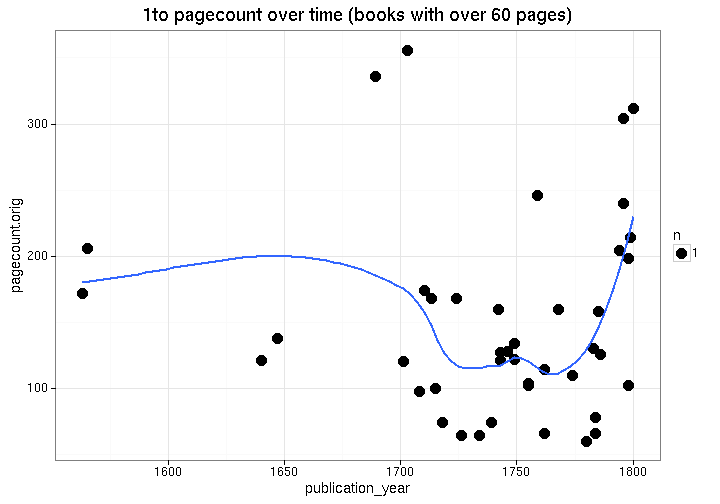 1to pagecount over time (books with over 60 pages)
300
200
100
pagecount.orig
n
1
1600 1650 1700 1750 1800
publication_year